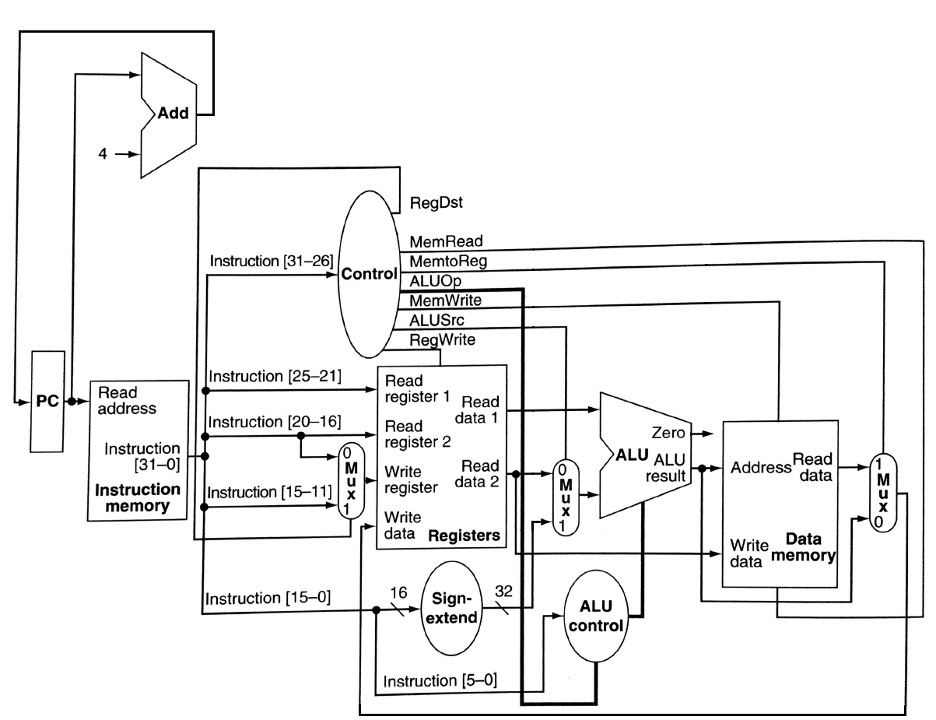 Add
4
RegDst
MemRead
MemtoReg
ALUOp
MemWrite
ALUSrc
RegWrite
Instruction [31–26]
Control
PC
Read
address
Instruction
[31–0]
Instruction
memory
Instruction [25–21]
Instruction [20–16]
Instruction [15–11]
0
M
u
x
1
Read
register 1
Read
register 2
Write
register
Write
data
Read
data 1
Read
data 2
Registers
0
M
u
x
1
Zero
ALU
ALU
result
Address
Read
data
Write
data
Data
memory
1
M
u
x
0
Instruction [15–0]
16
Sign-
extend
32
ALU
control
Instruction [5–0]